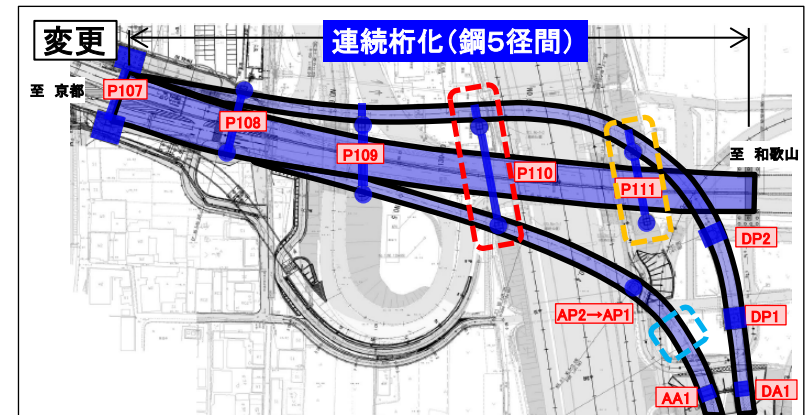 変更
連続桁化(鋼5径間)
至 京都
P107
P108
P109
P110
P111
至 和歌山
DP2
AP2→AP1
DP1
AA1
DA1